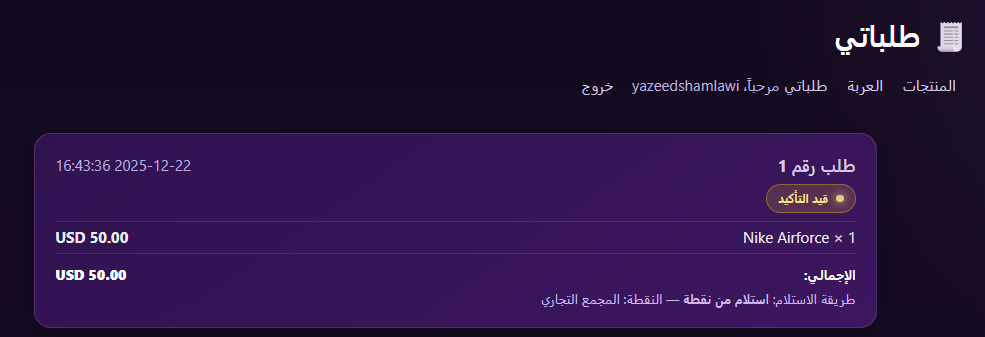 طلباتي
المنتجات العربة طلباتي مرحباً، yazeedshamlawi خروج
طلب رقم 1 2025-12-22 16:43:36
قيد التأكيد
Nike Airforce × 1 USD 50.00
الإجمالي: USD 50.00
طريقة الاستلام: استلام من نقطة — النقطة: المجمع التجاري